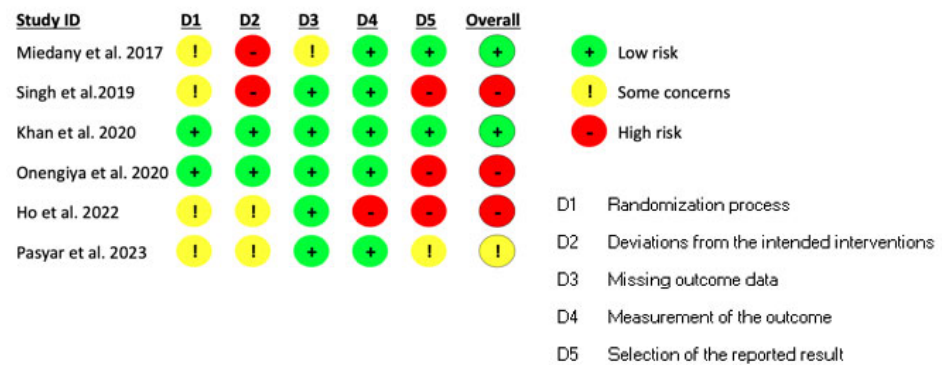 Study ID D1 D2 D3 D4 D5 Overall
Miedany et al. 2017 ! - ! + + +
Singh et al.2019 ! - + + - -
Khan et al. 2020 + + + + + +
Onengiya et al. 2020 + + + + - -
Ho et al. 2022 ! ! + - - -
Pasyar et al. 2023 ! ! + + ! !
+ Low risk
! Some concerns
- High risk
D1 Randomization process
D2 Deviations from the intended interventions
D3 Missing outcome data
D4 Measurement of the outcome
D5 Selection of the reported result